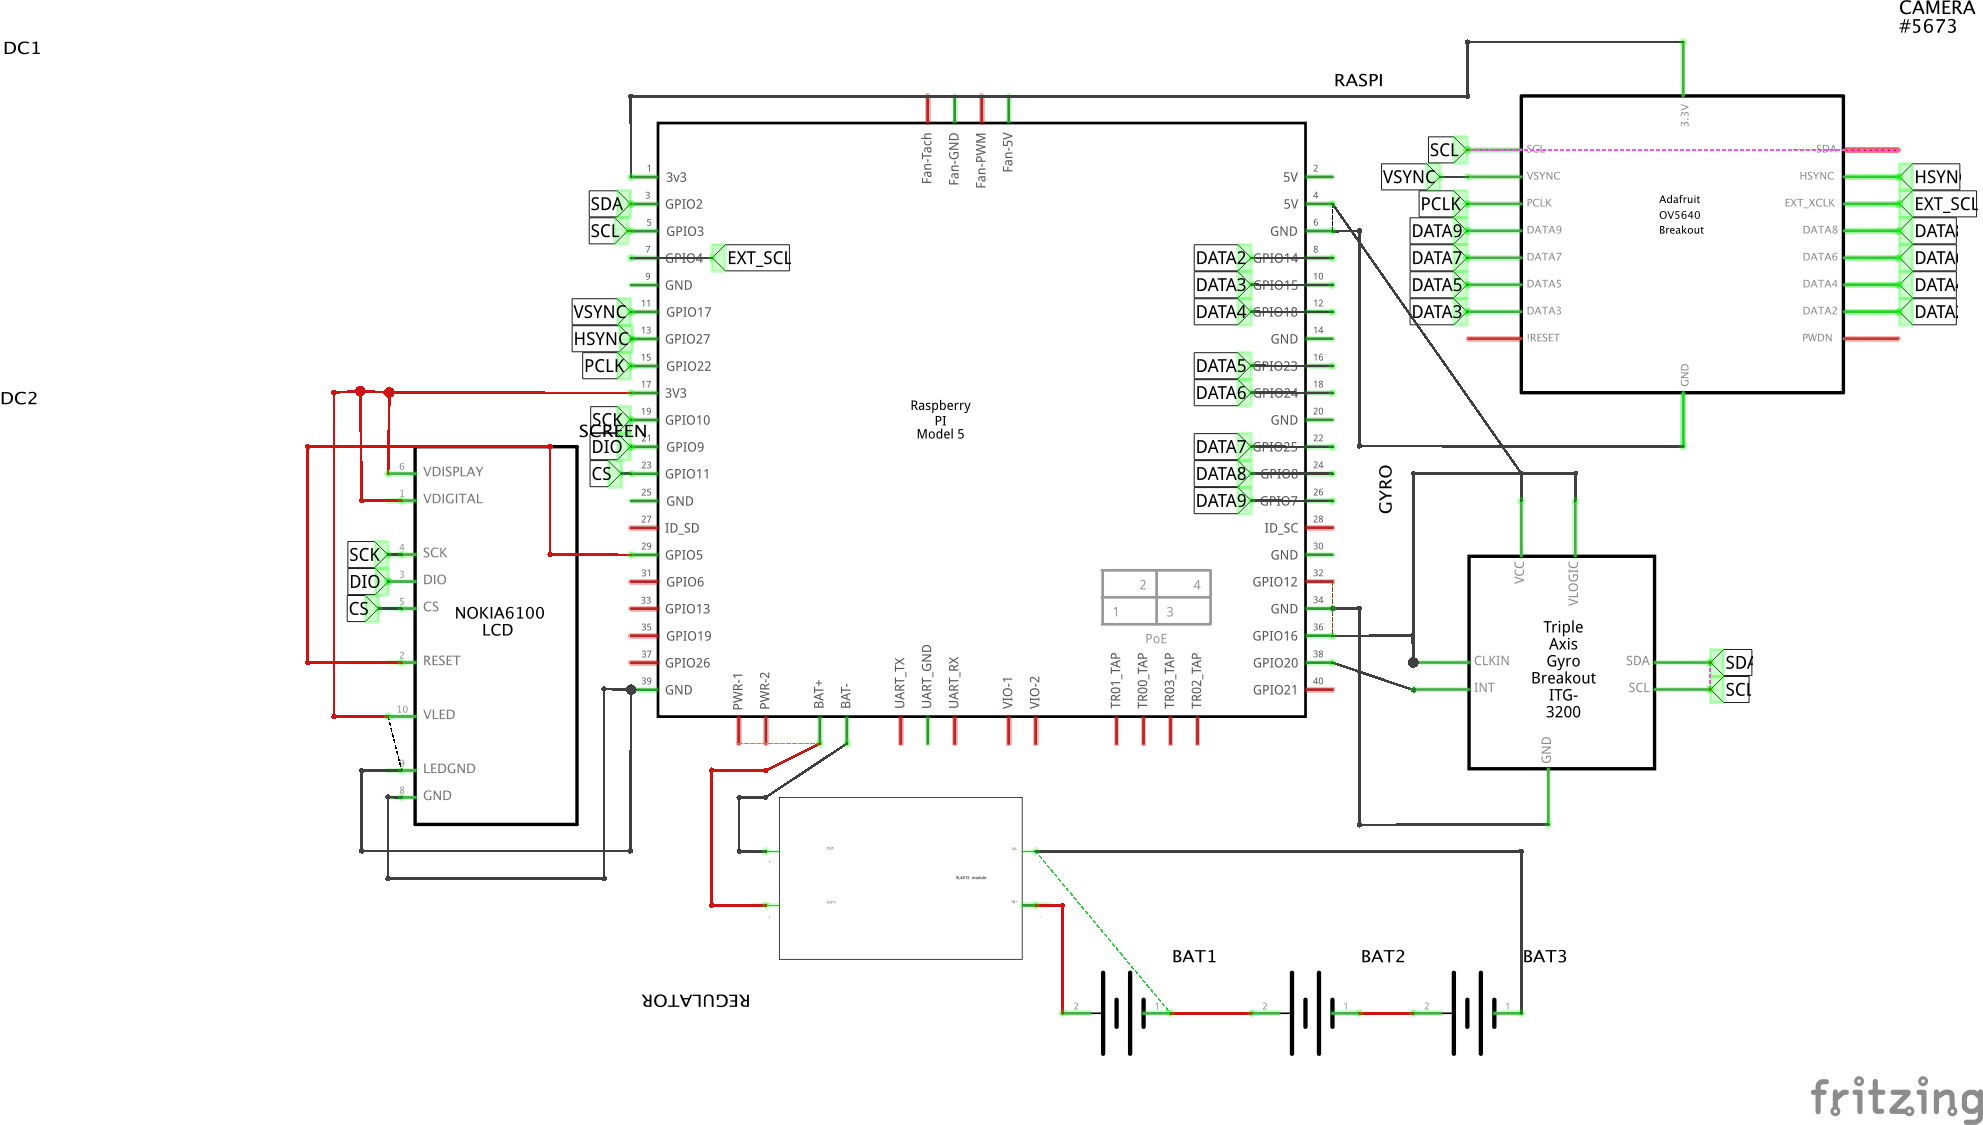 CAMERA
#5673
DC1
RASPI
3.3V
Fan-Tach
Fan-GND
Fan-PWM
Fan-5V
SCL
SCL
SDA
VSYNC
VSYNC
HSYNC
HSYN
PCLK
PCLK
EXT_XCLK
EXT_SCL
DATA9
DATA9
DATA8
DATA
DATA7
DATA7
DATA6
DATA
DATA5
DATA5
DATA4
DATA
DATA3
DATA3
DATA2
DATA
!RESET
PWDN
GND
Adafruit
OV5640
Breakout
1
3v3
SDA
3
GPIO2
SCL
5
GPIO3
7
GPIO4
EXT_SCL
9
GND
VSYNC
11
GPIO17
HSYNC
13
GPIO27
PCLK
15
GPIO22
17
3V3
SCK
19
GPIO10
SCREEN
DIO
21
GPIO9
CS
23
GPIO11
25
GND
27
ID_SD
29
GPIO5
31
GPIO6
33
GPIO13
35
GPIO19
37
GPIO26
39
GND
Raspberry
PI
Model 5
5V
2
5V
4
GND
6
DATA2
GPIO14
8
DATA3
GPIO15
10
DATA4
GPIO18
12
GND
14
DATA5
GPIO23
16
DATA6
GPIO24
18
GND
20
DATA7
GPIO25
22
DATA8
GPIO8
24
DATA9
GPIO7
26
ID_SC
28
GND
30
GPIO12
32
GND
34
GPIO16
36
GPIO20
38
GPIO21
40
2
4
1
3
PoE
PWR-1
PWR-2
BAT+
BAT-
UART_TX
UART_GND
UART_RX
VIO-1
VIO-2
TR01_TAP
TR00_TAP
TR03_TAP
TR02_TAP
DC2
6
VDISPLAY
1
VDIGITAL
SCK
4
SCK
DIO
3
DIO
CS
5
CS
NOKIA6100
LCD
2
RESET
10
VLED
9
LEDGND
8
GND
GYRO
VCC
VLOGIC
Triple
Axis
Gyro
Breakout
ITG-
3200
CLKIN
INT
SDA
SDA
SCL
SCL
GND
XL4015 module
REGULATOR
BAT1
BAT2
BAT3
2
1
2
1
2
1
fritzing